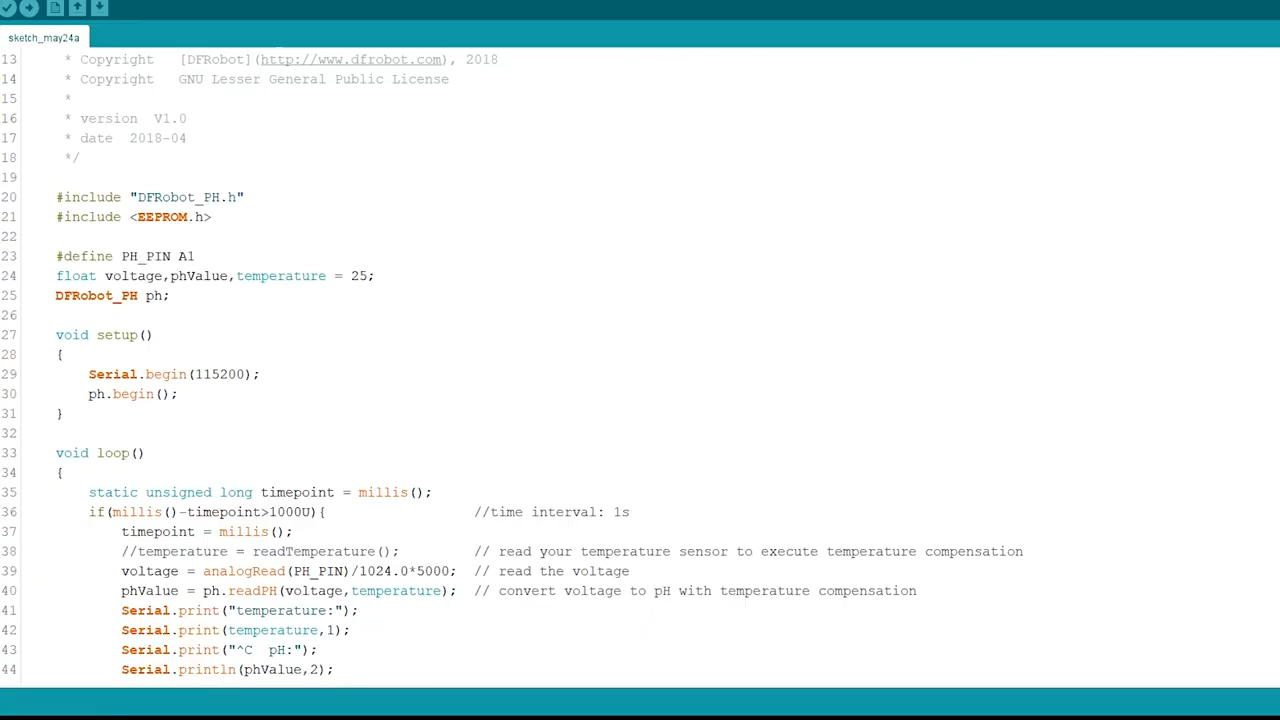 sketch_may24a
13 * Copyright [DFRobot](http://www.dfrobot.com), 2018
14 * Copyright GNU Lesser General Public License
15 *
16 * version V1.0
17 * date 2018-04
18 */
19
20 #include "DFRobot_PH.h"
21 #include <EEPROM.h>
22
23 #define PH_PIN A1
24 float voltage,phValue,temperature = 25;
25 DFRobot_PH ph;
26
27 void setup()
28 {
29 Serial.begin(115200);
30 ph.begin();
31 }
32
33 void loop()
34 {
35 static unsigned long timepoint = millis();
36 if(millis()-timepoint>1000U){ //time interval: 1s
37 timepoint = millis();
38 //temperature = readTemperature(); // read your temperature sensor to execute temperature compensation
39 voltage = analogRead(PH_PIN)/1024.0*5000; // read the voltage
40 phValue = ph.readPH(voltage,temperature); // convert voltage to pH with temperature compensation
41 Serial.print("temperature:");
42 Serial.print(temperature,1);
43 Serial.print("^C pH:");
44 Serial.println(phValue,2);